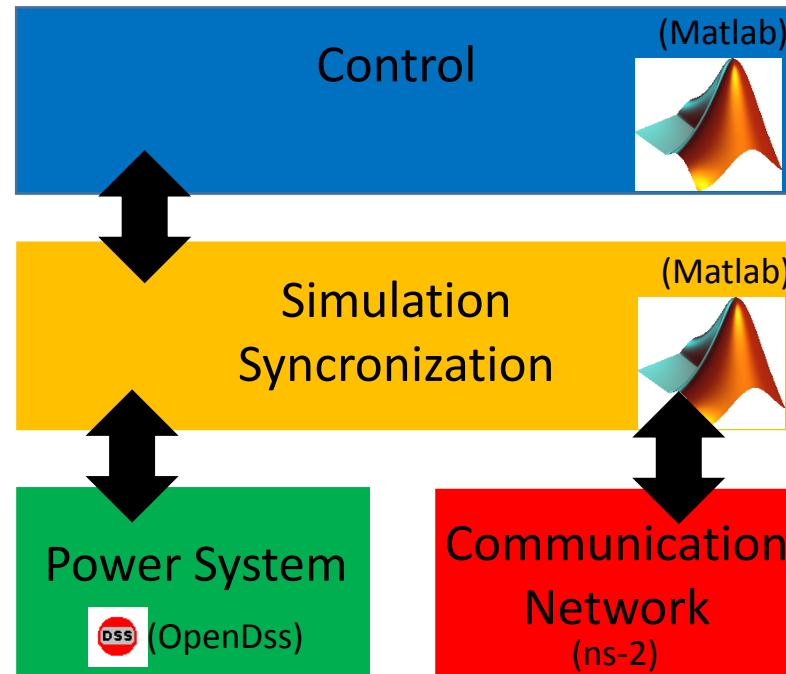 (Matlab)
Control
(Matlab)
Simulation
Syncronization
Power System
DSS (OpenDss)
Communication
Network
(ns-2)